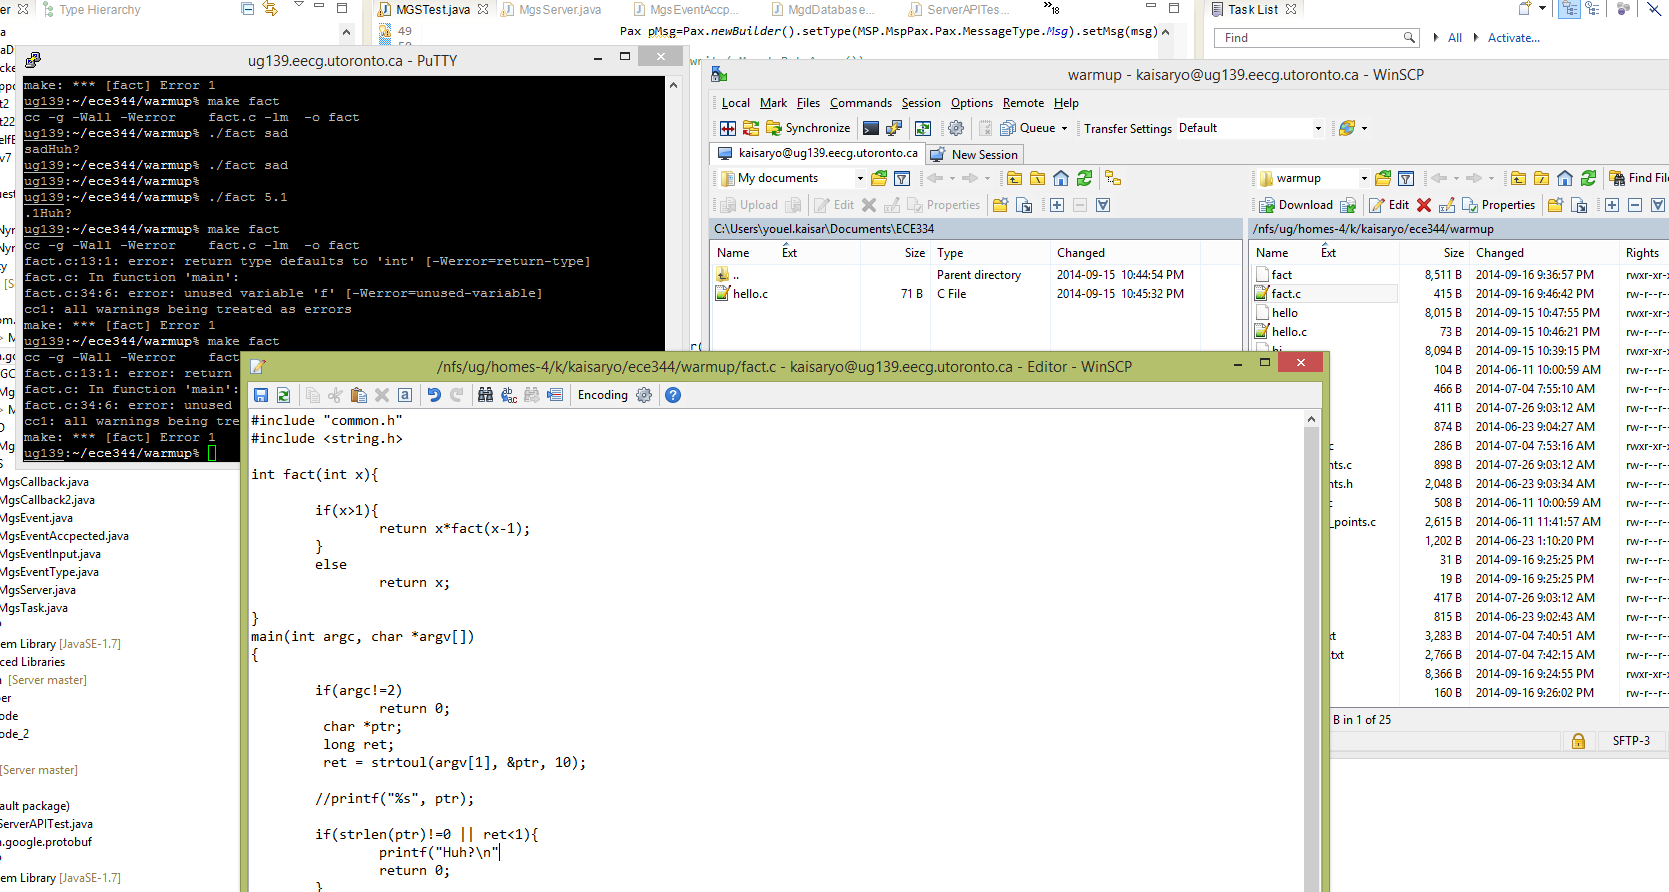 er
Type Hierarchy
MGSTest.java
MgsServer.java
MgsEventAccp...
MgdDatabase...
ServerAPITes...
»18
Task List
49
Pax pMsg=Pax.newBuilder().setType(MSP.MspPax.Pax.MessageType.Msg).setMsg(msg)
Find
All
Activate...
ug139.eecg.utoronto.ca - PuTTY
make: *** [fact] Error 1
ug139:~/ece344/warmup% make fact
cc -g -Wall -Werror    fact.c -lm  -o fact
ug139:~/ece344/warmup% ./fact sad
sadHuh?
ug139:~/ece344/warmup% ./fact sad
ug139:~/ece344/warmup%
ug139:~/ece344/warmup% ./fact 5.1
.1Huh?
ug139:~/ece344/warmup% make fact
cc -g -Wall -Werror    fact.c -lm  -o fact
fact.c:13:1: error: return type defaults to 'int' [-Werror=return-type]
fact.c: In function 'main':
fact.c:34:6: error: unused variable 'f' [-Werror=unused-variable]
cc1: all warnings being treated as errors
make: *** [fact] Error 1
ug139:~/ece344/warmup% make fact
cc -g -Wall -Werror    fact
fact.c:13:1: error: return
fact.c: In function 'main':
fact.c:34:6: error: unused
cc1: all warnings being tre
make: *** [fact] Error 1
ug139:~/ece344/warmup%
warmup - kaisaryo@ug139.eecg.utoronto.ca - WinSCP
Local Mark Files Commands Session Options Remote Help
Synchronize Queue Transfer Settings Default
kaisaryo@ug139.eecg.utoronto.ca New Session
My documents
warmup Find File
Upload Edit Properties
Download Edit Properties
C:\Users\youel.kaisar\Documents\ECE334
/nfs/ug/homes-4/k/kaisaryo/ece344/warmup
Name Ext Size Type Changed
.. Parent directory 2014-09-15 10:44:54 PM
hello.c 71 B C File 2014-09-15 10:45:32 PM
Name Ext Size Changed Rights
fact 8,511 B 2014-09-16 9:36:57 PM rwxr-xr-
fact.c 415 B 2014-09-16 9:46:42 PM rw-r--r--
hello 8,015 B 2014-09-15 10:47:55 PM rwxr-xr-
hello.c 73 B 2014-09-15 10:46:21 PM rw-r--r--
hi 8,094 B 2014-09-15 10:39:15 PM rwxr-xr-
104 B 2014-06-11 10:00:59 AM rw-r--r--
466 B 2014-07-04 7:55:10 AM rw-r--r--
411 B 2014-07-26 9:03:12 AM rw-r--r--
874 B 2014-06-23 9:04:27 AM rw-r--r--
c 286 B 2014-07-04 7:53:16 AM rwxr-xr-
nts.c 898 B 2014-07-26 9:03:12 AM rw-r--r--
nts.h 2,048 B 2014-06-23 9:03:34 AM rw-r--r--
c 508 B 2014-06-11 10:00:59 AM rw-r--r--
_points.c 2,615 B 2014-06-11 11:41:57 AM rw-r--r--
1,202 B 2014-06-23 1:10:20 PM rw-r--r--
31 B 2014-09-16 9:25:25 PM rw-r--r--
19 B 2014-09-16 9:25:25 PM rw-r--r--
417 B 2014-07-26 9:03:12 AM rw-r--r--
815 B 2014-06-23 9:02:43 AM rw-r--r--
xt 3,283 B 2014-07-04 7:40:51 AM rw-r--r--
.txt 2,766 B 2014-07-04 7:42:15 AM rw-r--r--
8,366 B 2014-09-16 9:24:55 PM rwxr-xr-
160 B 2014-09-16 9:26:02 PM rw-r--r--
B in 1 of 25
SFTP-3
/nfs/ug/homes-4/k/kaisaryo/ece344/warmup/fact.c - kaisaryo@ug139.eecg.utoronto.ca - Editor - WinSCP
Encoding
#include "common.h"
#include <string.h>
int fact(int x){
if(x>1){
return x*fact(x-1);
}
else
return x;
}
main(int argc, char *argv[])
{
if(argc!=2)
return 0;
char *ptr;
long ret;
ret = strtoul(argv[1], &ptr, 10);
//printf("%s", ptr);
if(strlen(ptr)!=0 || ret<1){
printf("Huh?\n"
return 0;
}
MgsCallback.java
MgsCallback2.java
MgsEvent.java
MgsEventAccpected.java
MgsEventInput.java
MgsEventType.java
MgsServer.java
MgsTask.java
em Library [JavaSE-1.7]
ced Libraries
[Server master]
er
ode
ode_2
[Server master]
ault package)
ServerAPITest.java
.google.protobuf
em Library [JavaSE-1.7]